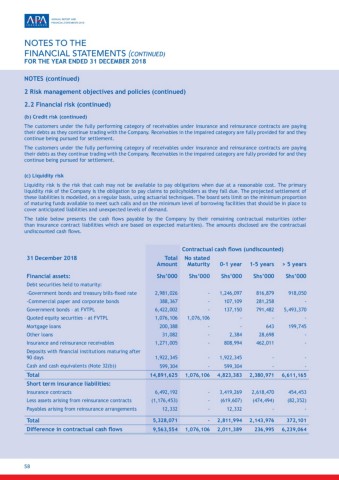 APA
ANNUAL REPORT AND
FINANCIAL STATEMENTS 2018
NOTES TO THE
FINANCIAL STATEMENTS (CONTINUED)
FOR THE YEAR ENDED 31 DECEMBER 2018
NOTES (continued)
2 Risk management objectives and policies (continued)
2.2 Financial risk (continued)
(b) Credit risk (continued)
The customers under the fully performing category of receivables under insurance and reinsurance contracts are paying
their debts as they continue trading with the Company. Receivables in the impaired category are fully provided for and they
continue being pursued for settlement.
The customers under the fully performing category of receivables under insurance and reinsurance contracts are paying
their debts as they continue trading with the Company. Receivables in the impaired category are fully provided for and they
continue being pursued for settlement.
(c) Liquidity risk
Liquidity risk is the risk that cash may not be available to pay obligations when due at a reasonable cost. The primary
liquidity risk of the Company is the obligation to pay claims to policyholders as they fall due. The projected settlement of
these liabilities is modelled, on a regular basis, using actuarial techniques. The board sets limit on the minimum proportion
of maturing funds available to meet such calls and on the minimum level of borrowing facilities that should be in place to
cover anticipated liabilities and unexpected levels of demand.
The table below presents the cash flows payable by the Company by their remaining contractual maturities (other
than insurance contract liabilities which are based on expected maturities). The amounts disclosed are the contractual
undiscounted cash flows.
Contractual cash flows (undiscounted)
31 December 2018 Total Amount No stated Maturity 0-1 year 1-5 years > 5 years
Financial assets: Shs'000 Shs'000 Shs'000 Shs'000 Shs'000
Debt securities held to maturity:
-Government bonds and treasury bills-fixed rate 2,981,026 - 1,246,097 816,879 918,050
-Commercial paper and corporate bonds 388,367 - 107,109 281,258 -
Government bonds - at FVTPL 6,422,002 - 137,150 791,482 5,493,370
Quoted equity securities - at FVTPL 1,076,106 1,076,106 - - -
Mortgage loans 200,388 - - 643 199,745
Other loans 31,082 - 2,384 28,698 -
Insurance and reinsurance receivables 1,271,005 - 808,994 462,011 -
Deposits with financial institutions maturing after
90 days 1,922,345 - 1,922,345 - -
Cash and cash equivalents (Note 32(b)) 599,304 - 599,304 - -
Total 14,891,625 1,076,106 4,823,383 2,380,971 6,611,165
Short term insurance liabilities:
Insurance contracts 6,492,192 - 3,419,269 2,618,470 454,453
Less assets arising from reinsurance contracts (1,176,453) - (619,607) (474,494) (82,352)
Payables arising from reinsurance arrangements 12,332 - 12,332 - -
Total 5,328,071 - 2,811,994 2,143,976 372,101
Difference in contractual cash flows 9,563,554 1,076,106 2,011,389 236,995 6,239,064
58